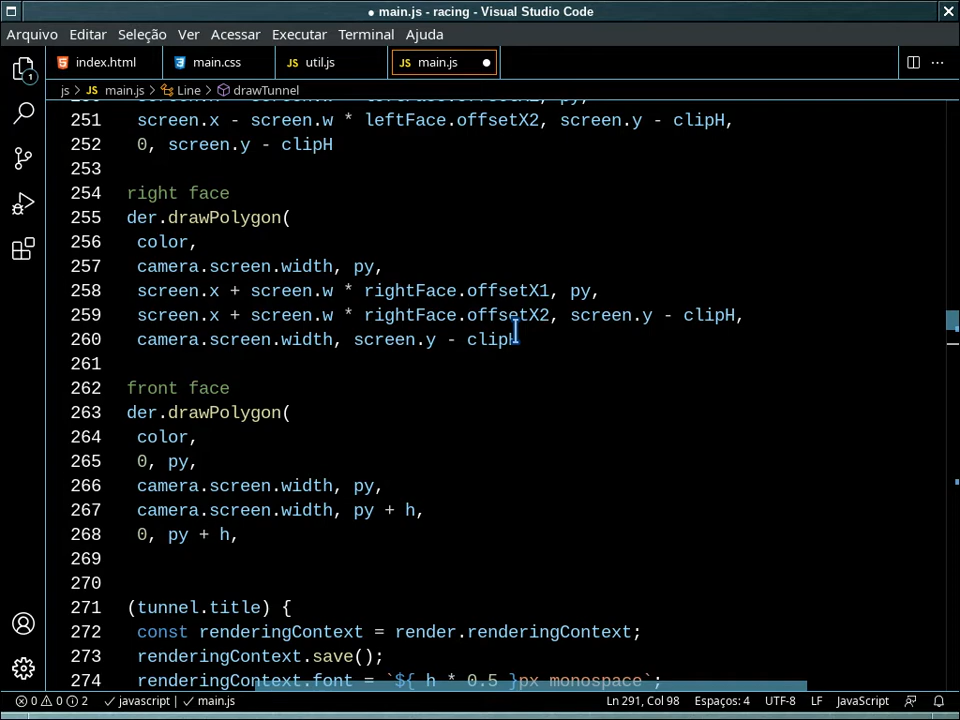 ● main.js - racing - Visual Studio Code
Arquivo Editar Seleção Ver Acessar Executar Terminal Ajuda
index.html main.css JS util.js JS main.js ●
js > JS main.js > Line > drawTunnel
251 screen.x - screen.w * leftFace.offsetX2, screen.y - clipH,
252 0, screen.y - clipH
253
254 right face
255 der.drawPolygon(
256 color,
257 camera.screen.width, py,
258 screen.x + screen.w * rightFace.offsetX1, py,
259 screen.x + screen.w * rightFace.offsetX2, screen.y - clipH,
260 camera.screen.width, screen.y - clipH
261
262 front face
263 der.drawPolygon(
264 color,
265 0, py,
266 camera.screen.width, py,
267 camera.screen.width, py + h,
268 0, py + h,
269
270
271 (tunnel.title) {
272 const renderingContext = render.renderingContext;
273 renderingContext.save();
274 renderingContext.font = `${ h * 0.5 }px monospace`;
0 0 2 javascript main.js Ln 291, Col 98 Espaços: 4 UTF-8 LF JavaScript